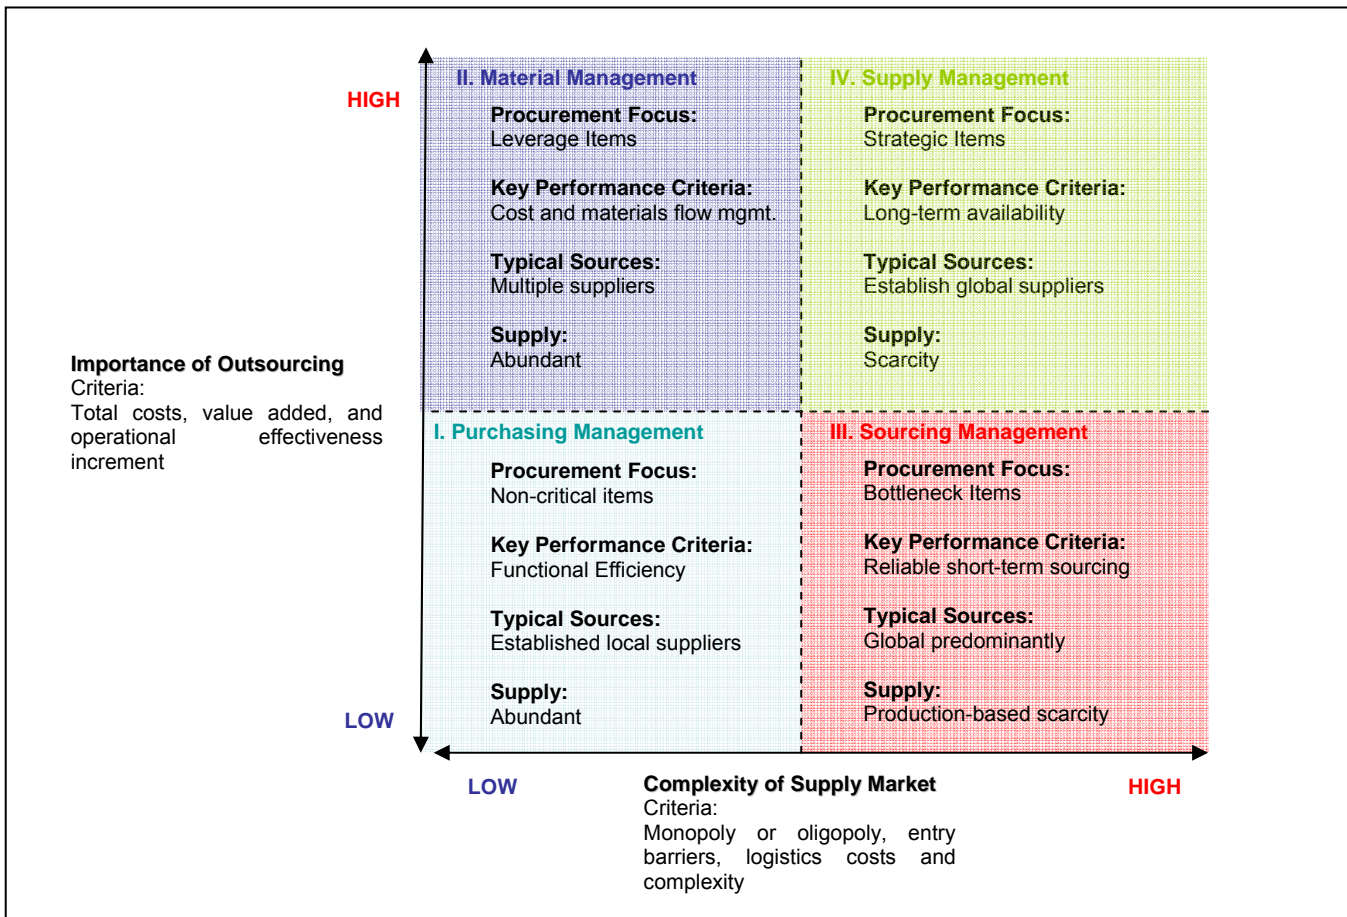 HIGH
II. Material Management
Procurement Focus:
Leverage Items
Key Performance Criteria:
Cost and materials flow mgmt.
Typical Sources:
Multiple suppliers
Supply:
Abundant
IV. Supply Management
Procurement Focus:
Strategic Items
Key Performance Criteria:
Long-term availability
Typical Sources:
Establish global suppliers
Supply:
Scarcity
Importance of Outsourcing
Criteria:
Total costs, value added, and
operational effectiveness
increment
I. Purchasing Management
Procurement Focus:
Non-critical items
Key Performance Criteria:
Functional Efficiency
Typical Sources:
Established local suppliers
Supply:
Abundant
III. Sourcing Management
Procurement Focus:
Bottleneck Items
Key Performance Criteria:
Reliable short-term sourcing
Typical Sources:
Global predominantly
Supply:
Production-based scarcity
LOW
LOW
Complexity of Supply Market
Criteria:
Monopoly or oligopoly, entry
barriers, logistics costs and
complexity
HIGH